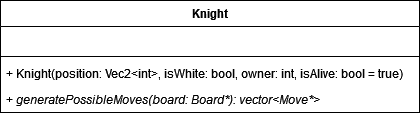 Knight
+ Knight(position: Vec2<int>, isWhite: bool, owner: int, isAlive: bool = true)
+ generatePossibleMoves(board: Board*): vector<Move*>